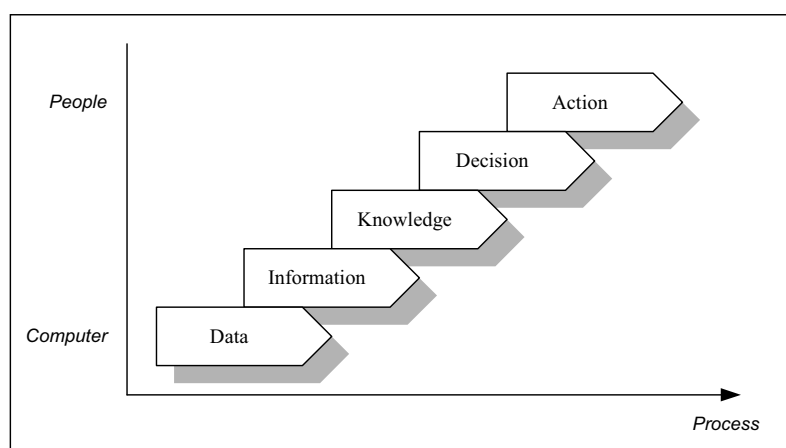 People
Action
Decision
Knowledge
Information
Computer
Data
Process